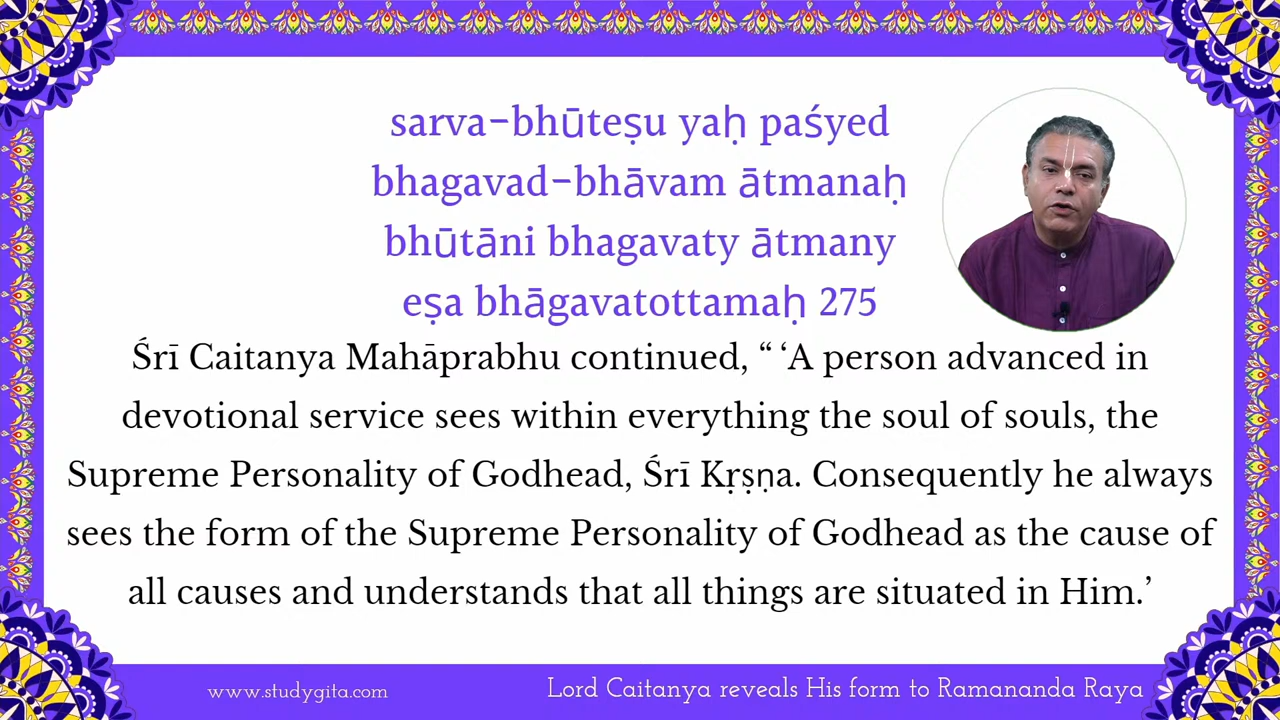 sarva-bhūteṣu yaḥ paśyed
bhagavad-bhāvam ātmanaḥ
bhūtāni bhagavaty ātmany
eṣa bhāgavatottamaḥ 275
Śrī Caitanya Mahāprabhu continued, “ ‘A person advanced in
devotional service sees within everything the soul of souls, the
Supreme Personality of Godhead, Śrī Kṛṣṇa. Consequently he always
sees the form of the Supreme Personality of Godhead as the cause of
all causes and understands that all things are situated in Him.’
www.studygita.com
Lord Caitanya reveals His form to Ramananda Raya